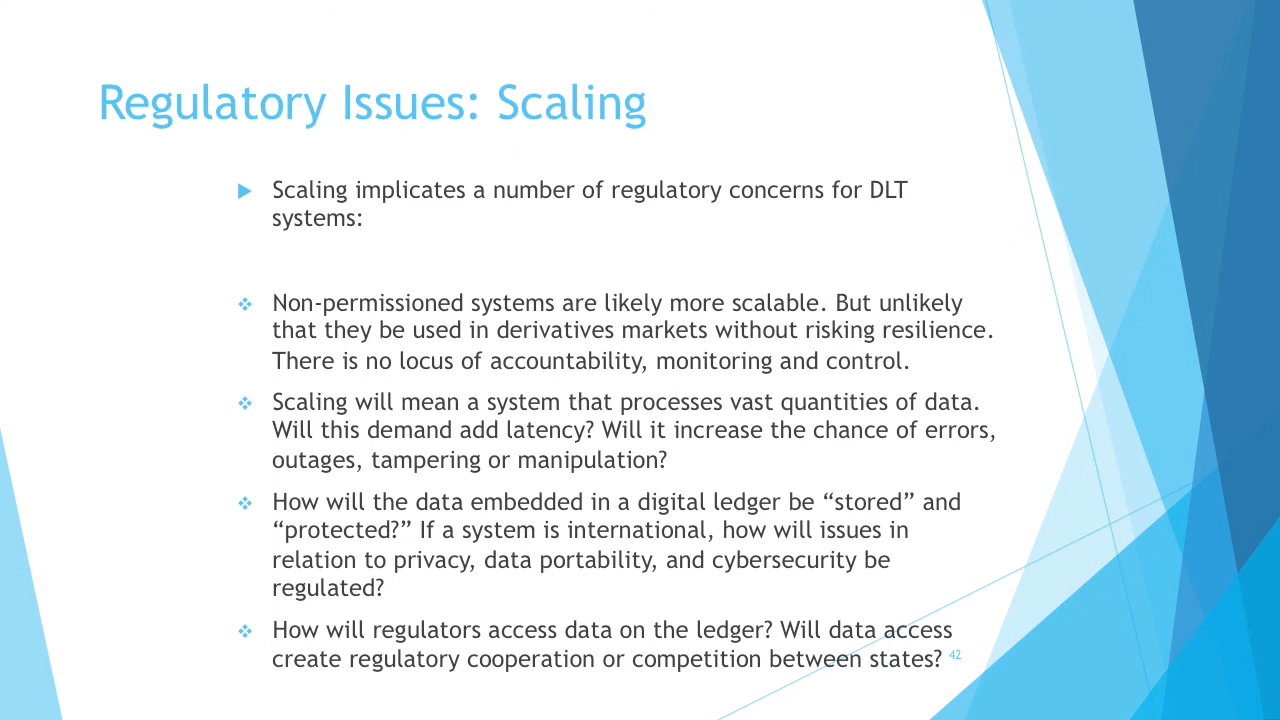 Regulatory Issues: Scaling
Scaling implicates a number of regulatory concerns for DLT
systems:
Non-permissioned systems are likely more scalable. But unlikely
that they be used in derivatives markets without risking resilience.
There is no locus of accountability, monitoring and control.
Scaling will mean a system that processes vast quantities of data.
Will this demand add latency? Will it increase the chance of errors,
outages, tampering or manipulation?
How will the data embedded in a digital ledger be “stored” and
“protected?” If a system is international, how will issues in
relation to privacy, data portability, and cybersecurity be
regulated?
How will regulators access data on the ledger? Will data access
create regulatory cooperation or competition between states? 42